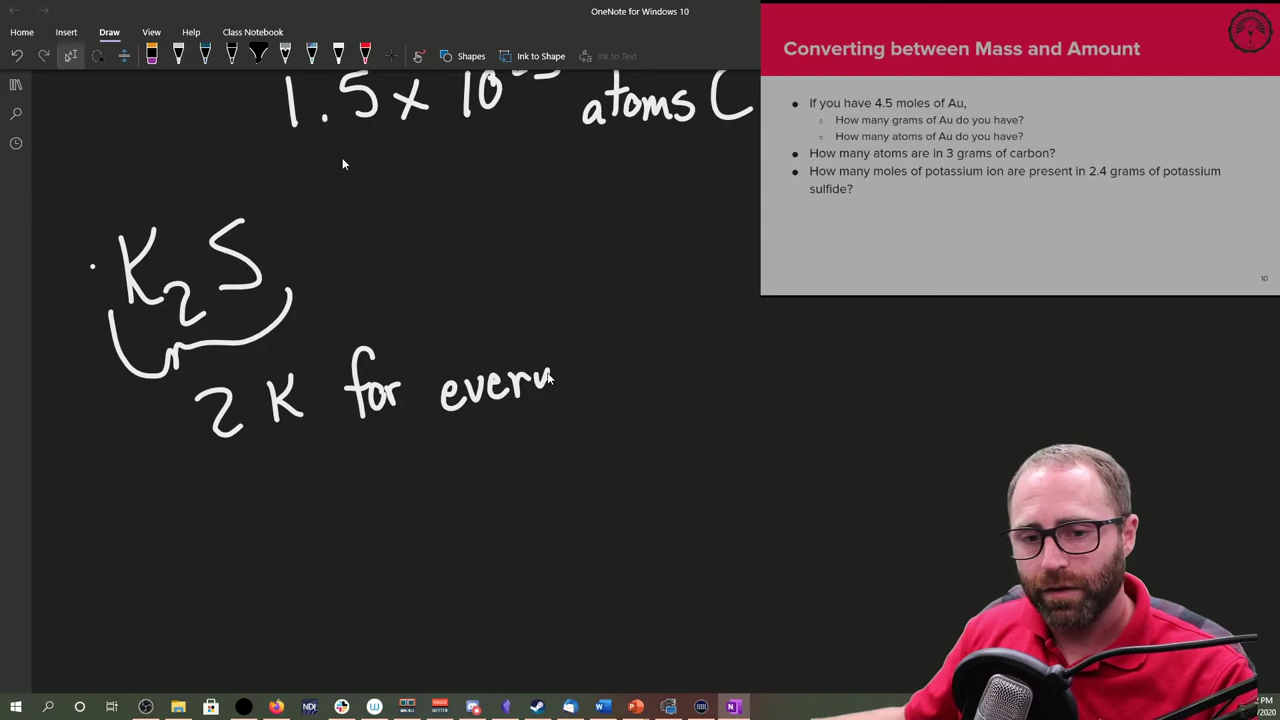 OneNote for Windows 10
Home
Insert
Draw
View
Help
Class Notebook
Shapes
Ink to Shape
Ink to Text
Converting between Mass and Amount
If you have 4.5 moles of Au,
How many grams of Au do you have?
How many atoms of Au do you have?
How many atoms are in 3 grams of carbon?
How many moles of potassium ion are present in 2.4 grams of potassium
sulfide?
10
1.5 x 10²³ atoms C
K₂S
2 K for every